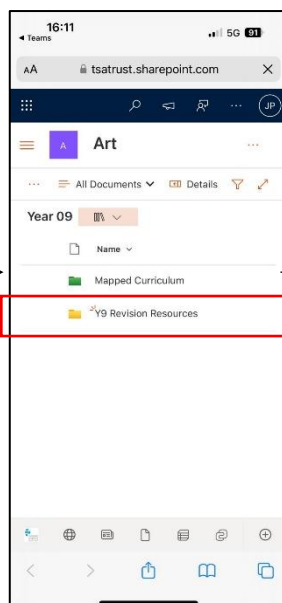 16:11
5G 91
Teams
AA tsatrust.sharepoint.com
JP
A Art
All Documents Details
Year 09
Name
Mapped Curriculum
Y9 Revision Resources